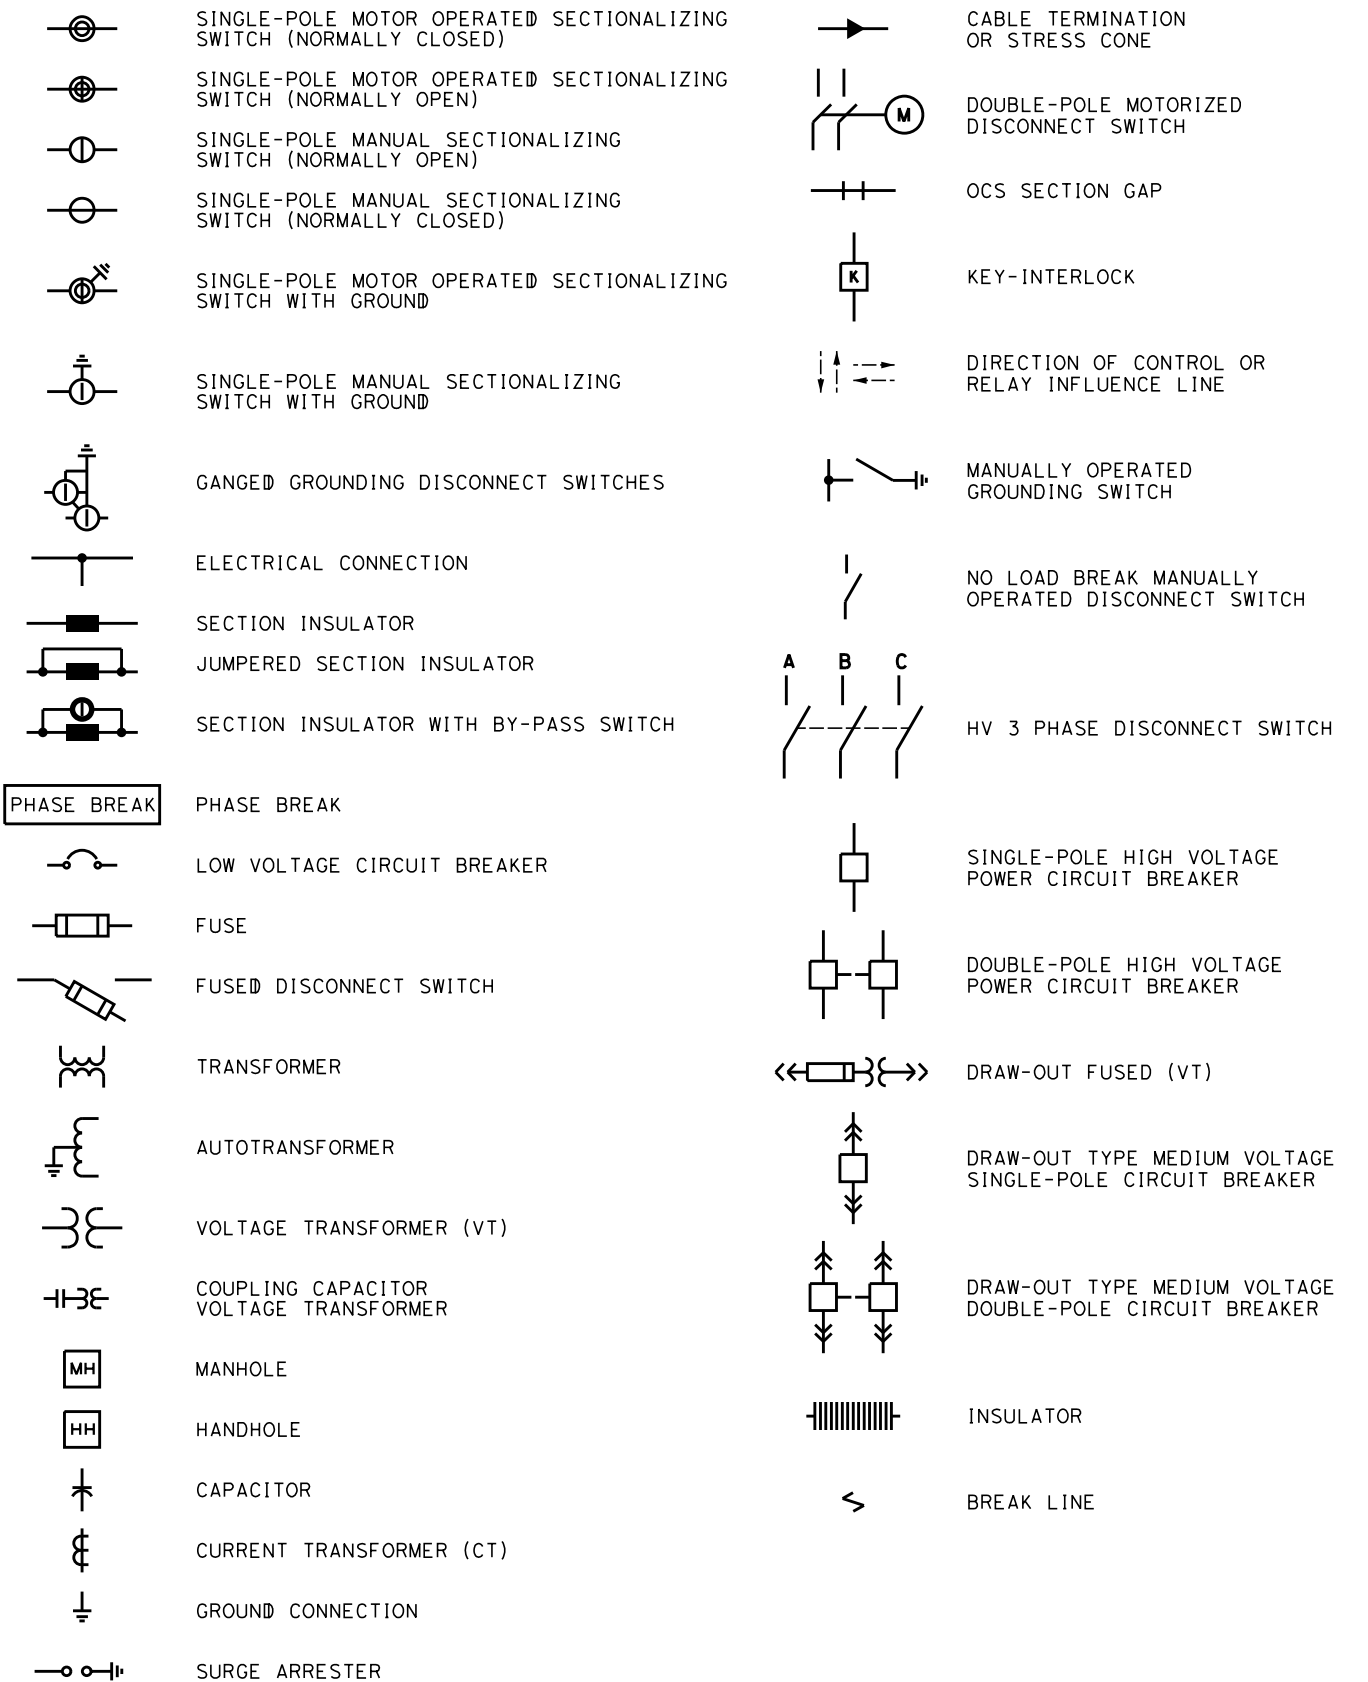 SINGLE-POLE MOTOR OPERATED SECTIONALIZING
SWITCH (NORMALLY CLOSED)
SINGLE-POLE MOTOR OPERATED SECTIONALIZING
SWITCH (NORMALLY OPEN)
SINGLE-POLE MANUAL SECTIONALIZING
SWITCH (NORMALLY OPEN)
SINGLE-POLE MANUAL SECTIONALIZING
SWITCH (NORMALLY CLOSED)
SINGLE-POLE MOTOR OPERATED SECTIONALIZING
SWITCH WITH GROUND
SINGLE-POLE MANUAL SECTIONALIZING
SWITCH WITH GROUND
GANGED GROUNDING DISCONNECT SWITCHES
ELECTRICAL CONNECTION
SECTION INSULATOR
JUMPERED SECTION INSULATOR
SECTION INSULATOR WITH BY-PASS SWITCH
PHASE BREAK
PHASE BREAK
LOW VOLTAGE CIRCUIT BREAKER
FUSE
FUSED DISCONNECT SWITCH
TRANSFORMER
AUTOTRANSFORMER
VOLTAGE TRANSFORMER (VT)
COUPLING CAPACITOR
VOLTAGE TRANSFORMER
MH
MANHOLE
HH
HANDHOLE
CAPACITOR
CURRENT TRANSFORMER (CT)
GROUND CONNECTION
SURGE ARRESTER
CABLE TERMINATION
OR STRESS CONE
M
DOUBLE-POLE MOTORIZED
DISCONNECT SWITCH
OCS SECTION GAP
K
KEY-INTERLOCK
DIRECTION OF CONTROL OR
RELAY INFLUENCE LINE
MANUALLY OPERATED
GROUNDING SWITCH
NO LOAD BREAK MANUALLY
OPERATED DISCONNECT SWITCH
A B C
HV 3 PHASE DISCONNECT SWITCH
SINGLE-POLE HIGH VOLTAGE
POWER CIRCUIT BREAKER
DOUBLE-POLE HIGH VOLTAGE
POWER CIRCUIT BREAKER
DRAW-OUT FUSED (VT)
DRAW-OUT TYPE MEDIUM VOLTAGE
SINGLE-POLE CIRCUIT BREAKER
DRAW-OUT TYPE MEDIUM VOLTAGE
DOUBLE-POLE CIRCUIT BREAKER
INSULATOR
BREAK LINE